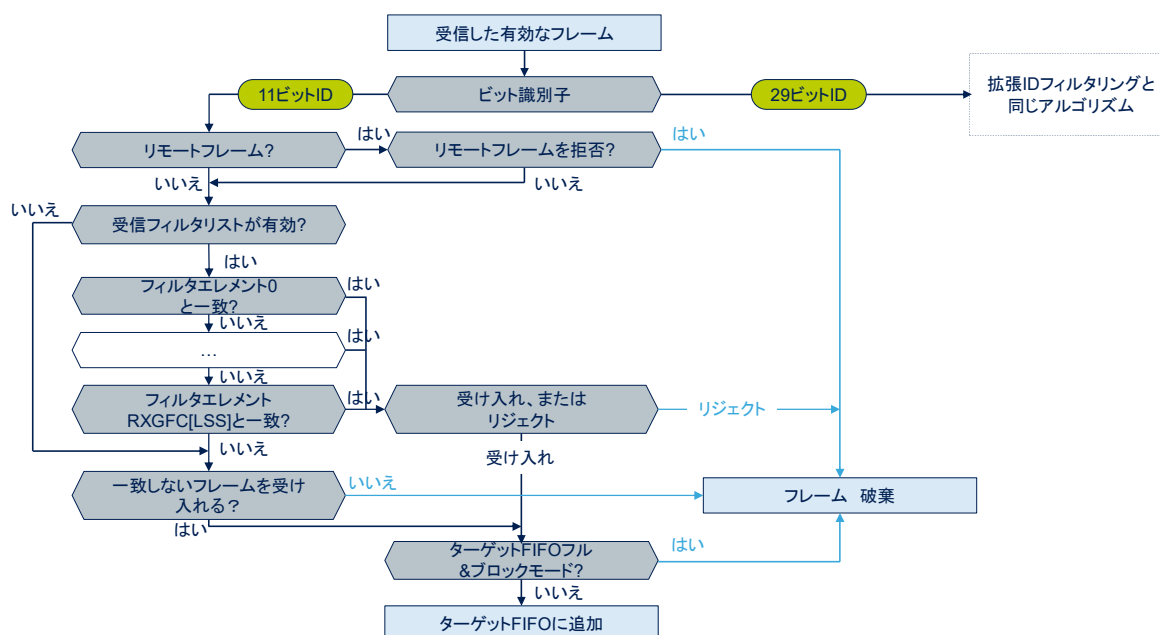 受信した有効なフレーム
11ビットID
ビット識別子
29ビットID
拡張IDフィルタリングと
同じアルゴリズム
リモートフレーム?
はい
リモートフレームを拒否?
はい
いいえ
いいえ
いいえ
受信フィルタリストが有効?
はい
フィルタエレメント0
と一致?
はい
いいえ
…
はい
いいえ
フィルタエレメント
RXGFC[LSS]と一致?
はい
受け入れ、または
リジェクト
リジェクト
いいえ
受け入れ
一致しないフレームを受け
入れる？
いいえ
フレーム 破棄
はい
ターゲットFIFOフル
&ブロックモード?
はい
いいえ
ターゲットFIFOに追加